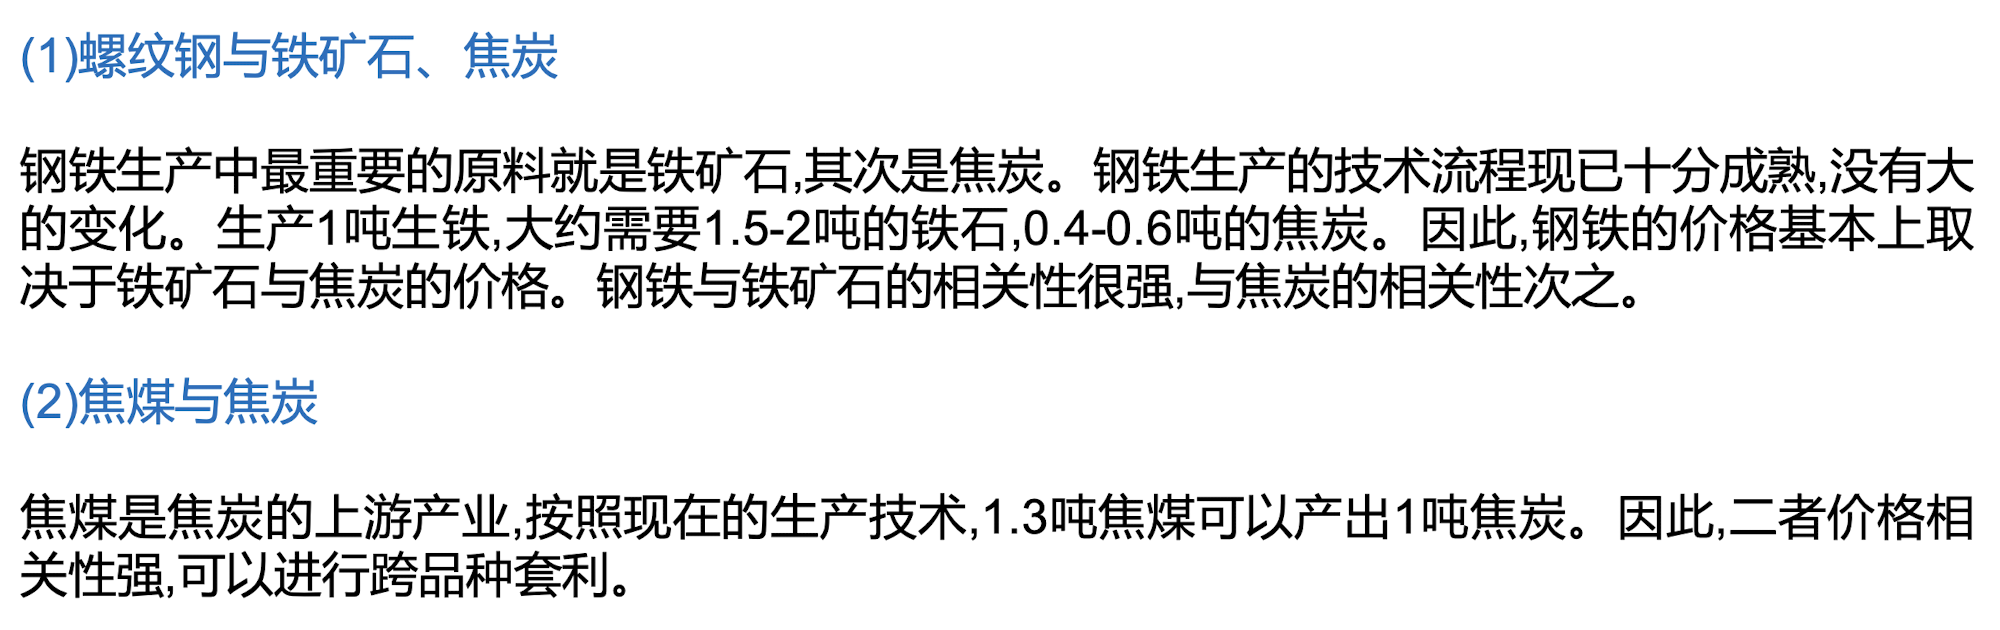 (1)螺纹钢与铁矿石、焦炭
钢铁生产中最重要的原料就是铁矿石,其次是焦炭。钢铁生产的技术流程现已十分成熟,没有大
的变化。生产1吨生铁,大约需要1.5-2吨的铁石,0.4-0.6吨的焦炭。因此,钢铁的价格基本上取
决于铁矿石与焦炭的价格。钢铁与铁矿石的相关性很强,与焦炭的相关性次之。
(2)焦煤与焦炭
焦煤是焦炭的上游产业,按照现在的生产技术,1.3吨焦煤可以产出1吨焦炭。因此,二者价格相
关性强,可以进行跨品种套利。